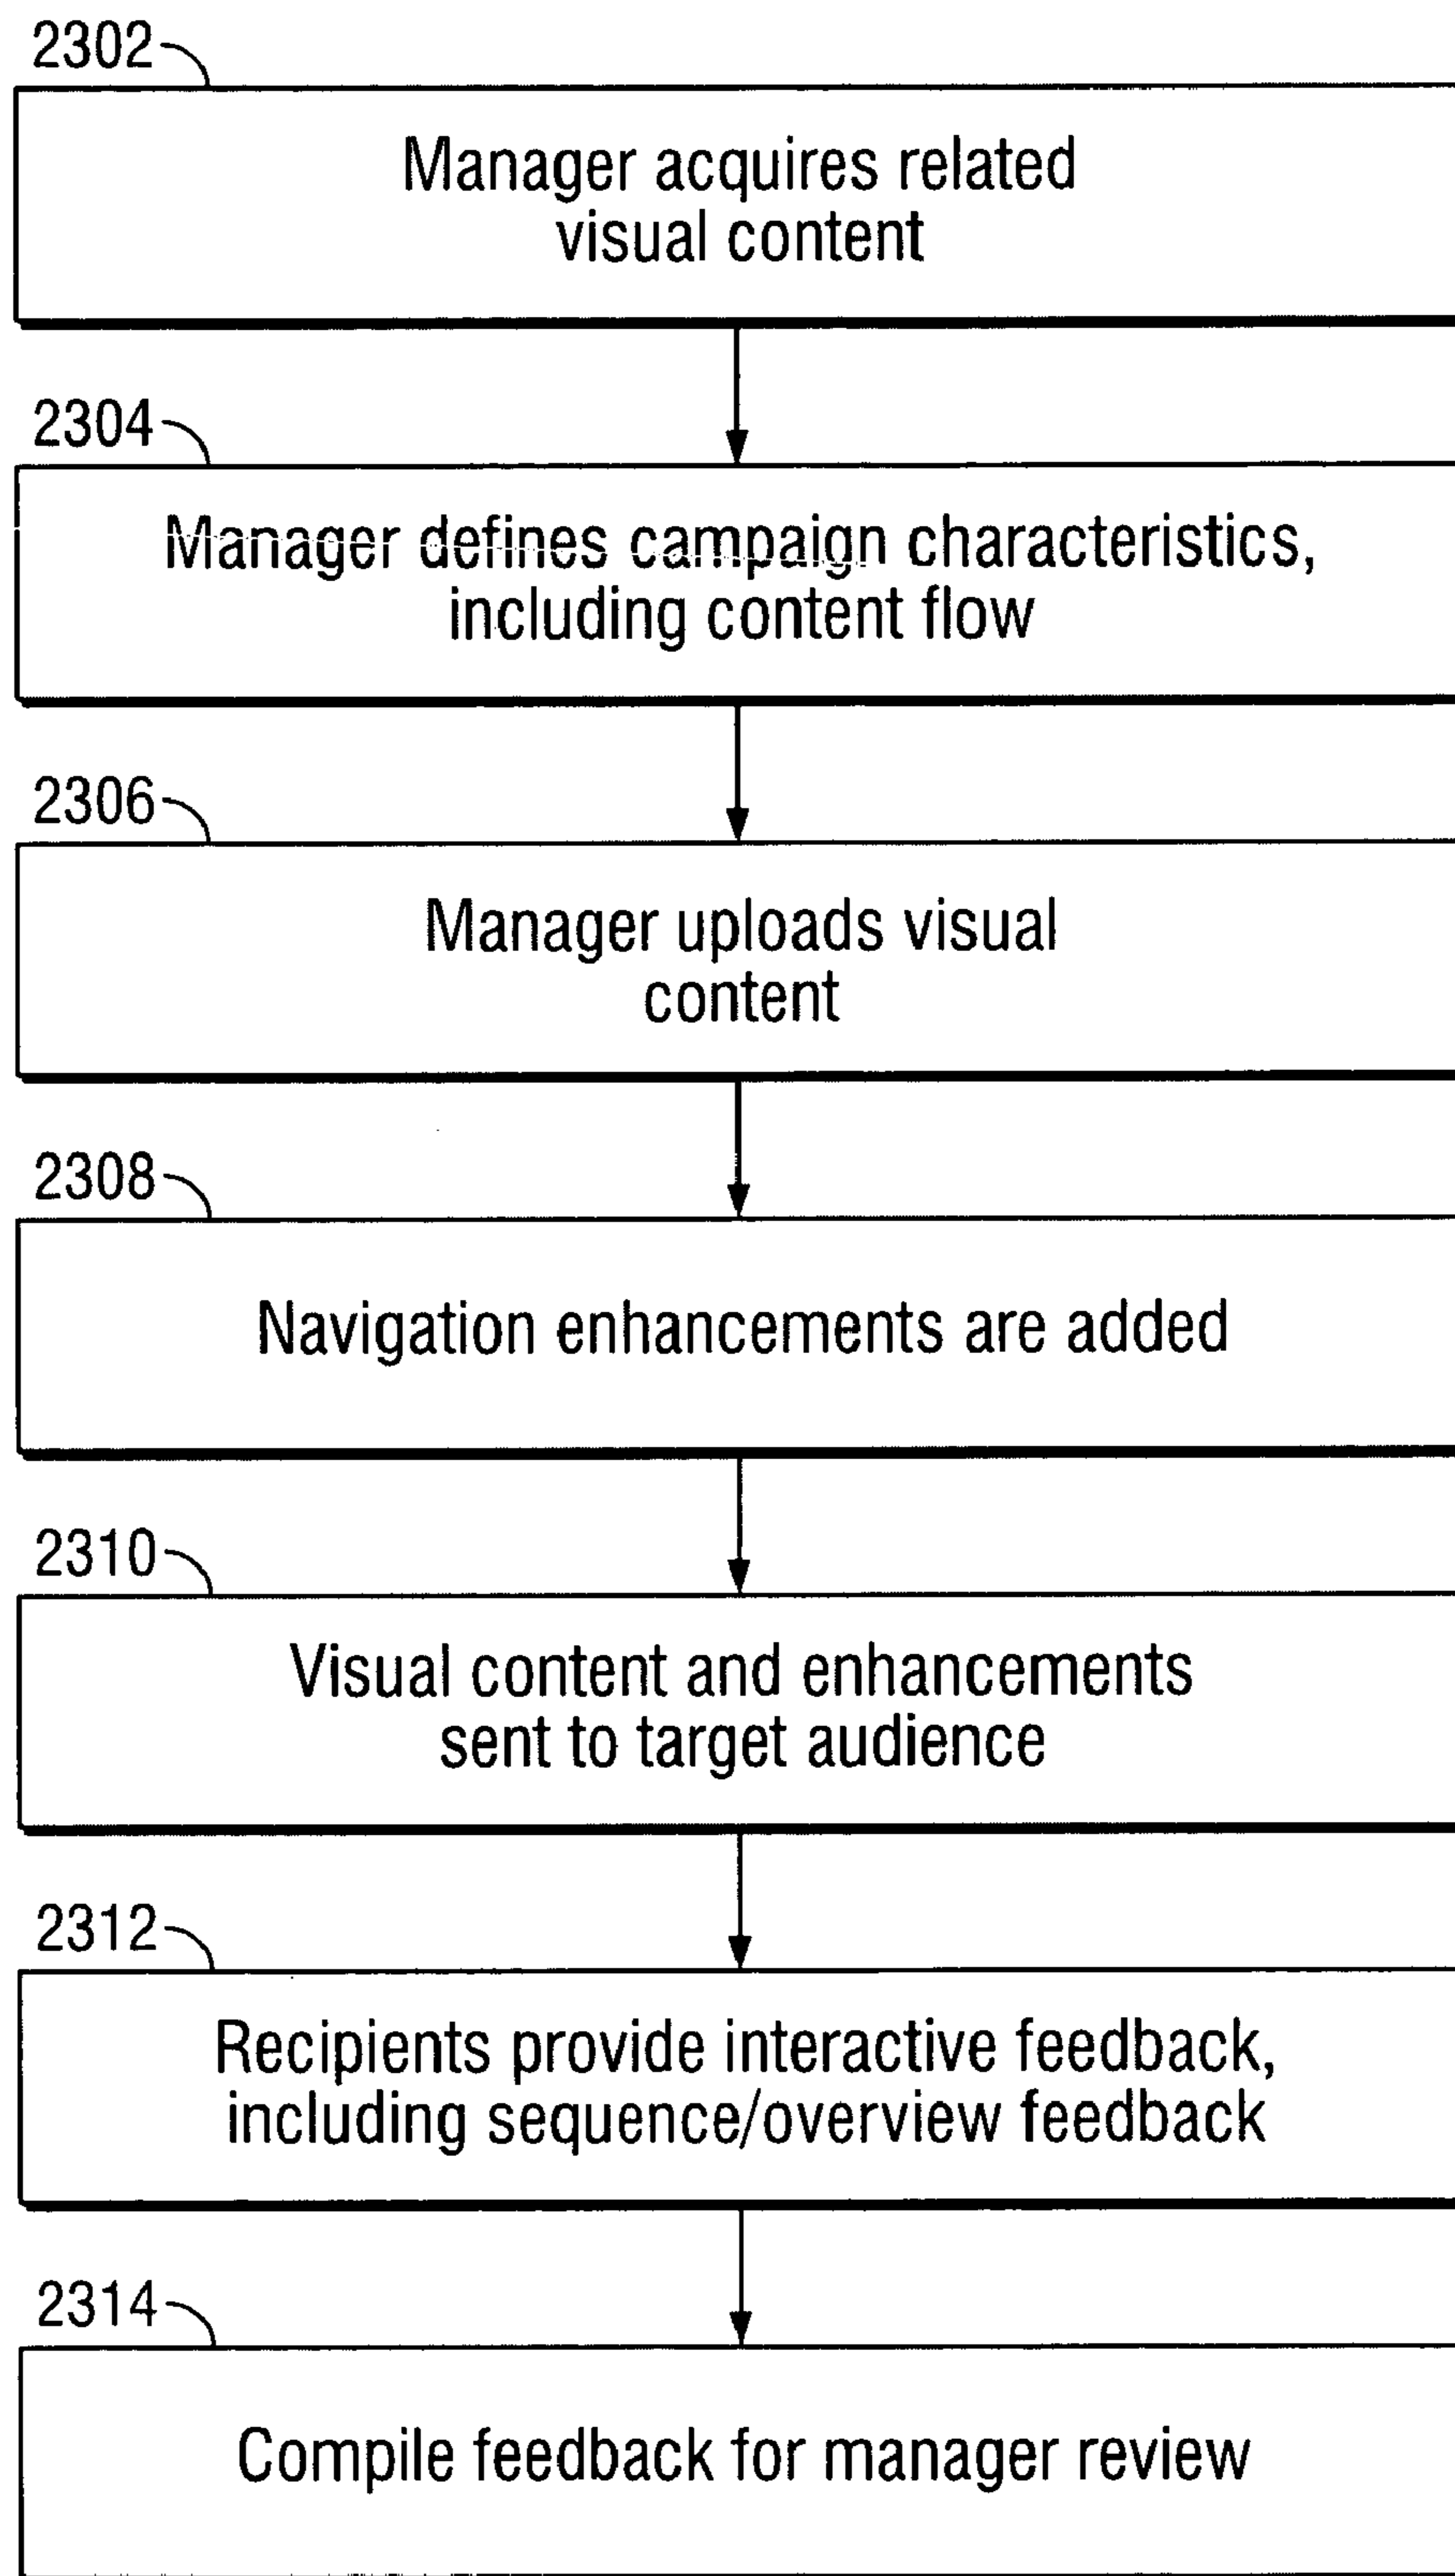 2302
Manager acquires related
visual content
2304
Manager defines campaign characteristics,
including content flow
2306
Manager uploads visual
content
2308
Navigation enhancements are added
2310
Visual content and enhancements
sent to target audience
2312
Recipients provide interactive feedback,
including sequence/overview feedback
2314
Compile feedback for manager review